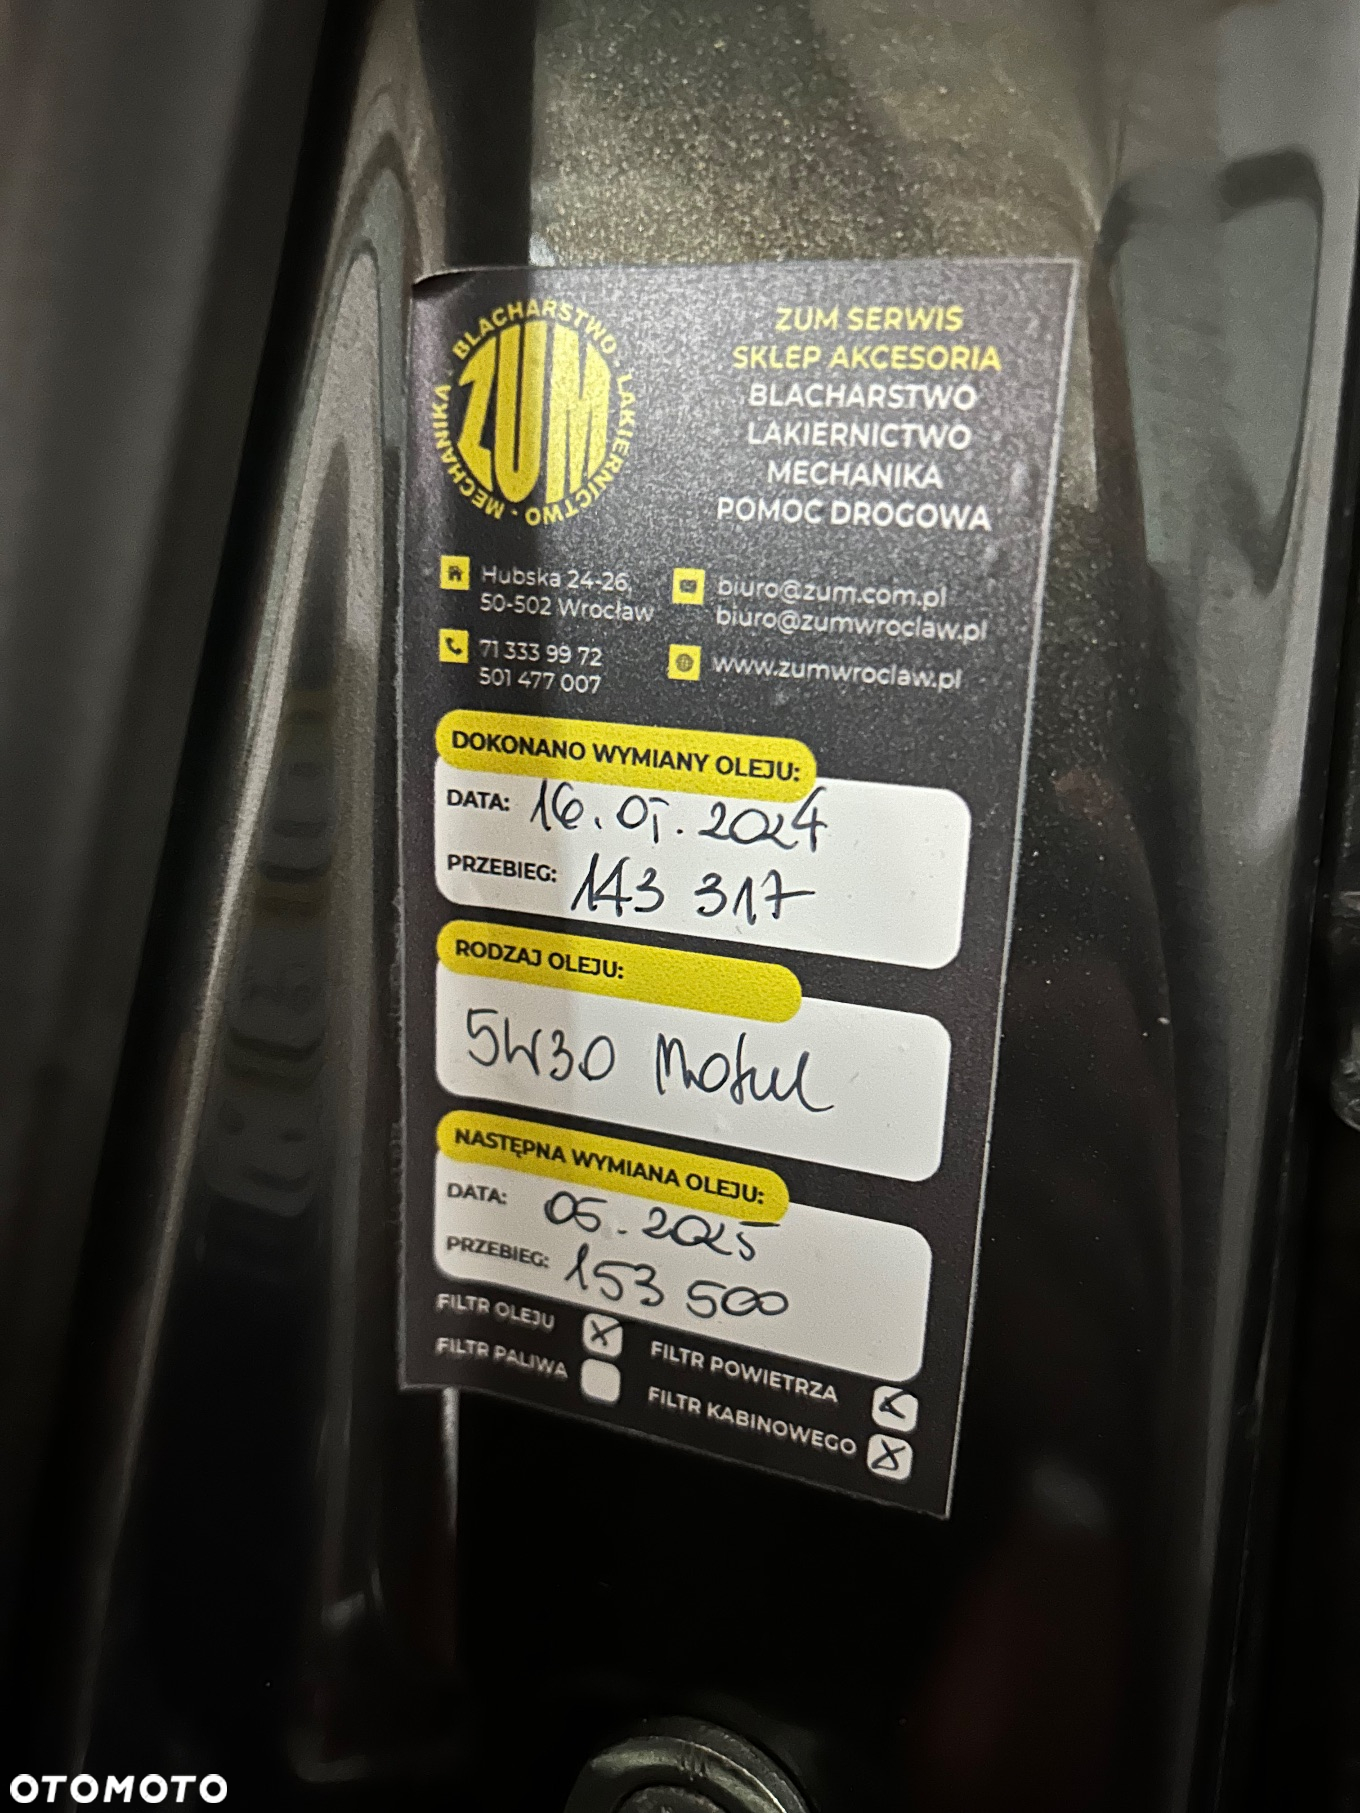 BLACHARSTWO - LAKIERNICTWO - MECHANIKA
ZUM
ZUM SERWIS
SKLEP AKCESORIA
BLACHARSTWO
LAKIERNICTWO
MECHANIKA
POMOC DROGOWA
Hubska 24-26,
50-502 Wrocław
71 333 99 72
501 477 007
biuro@zum.com.pl
biuro@zumwroclaw.pl
www.zumwroclaw.pl
DOKONANO WYMIANY OLEJU:
DATA: 16.05.2024
PRZEBIEG: 143 317
RODZAJ OLEJU:
5W30 Motul
NASTĘPNA WYMIANA OLEJU:
DATA: 05.2025
PRZEBIEG: 153 500
FILTR OLEJU X
FILTR PALIWA
FILTR POWIETRZA X
FILTR KABINOWEGO X
OTOMOTO